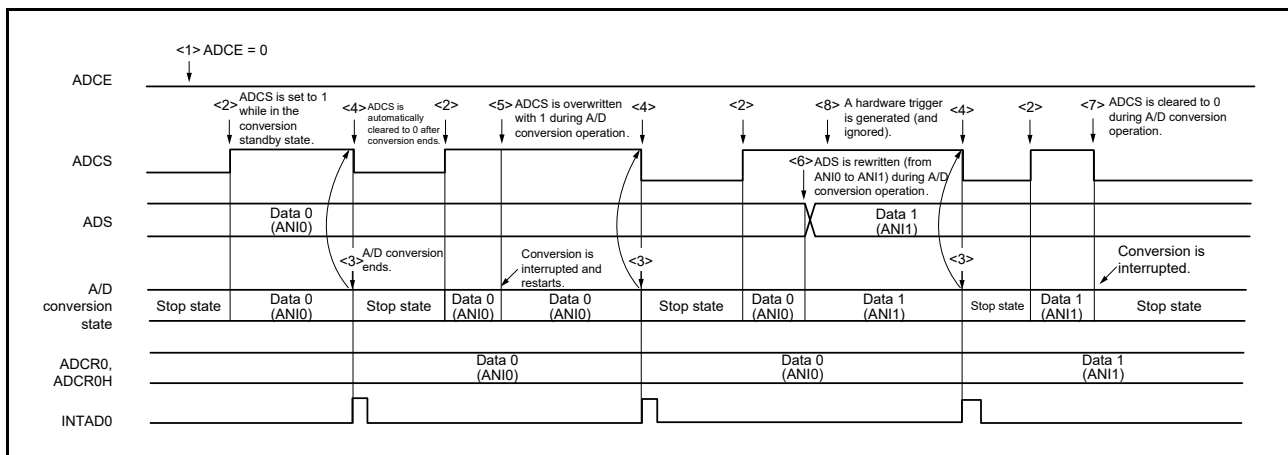 <1> ADCE = 0
ADCE
<2> ADCS is set to 1
while in the
conversion
standby state.
<4> ADCS is
automatically
cleared to 0 after
conversion ends.
<2>
<5> ADCS is overwritten
with 1 during A/D
conversion operation.
<4>
<2>
<8> A hardware trigger
is generated (and
ignored).
<4>
<2>
<7> ADCS is cleared to 0
during A/D conversion
operation.
ADCS
<6> ADS is rewritten (from
ANI0 to ANI1) during A/D
conversion operation.
ADS
Data 0
(ANI0)
Data 1
(ANI1)
<3> A/D conversion
ends.
Conversion is
interrupted and
restarts.
<3>
<3>
Conversion is
interrupted.
A/D
conversion
state
Stop state
Data 0
(ANI0)
Stop state
Data 0
(ANI0)
Data 0
(ANI0)
Stop state
Data 0
(ANI0)
Data 1
(ANI1)
Stop state
Data 1
(ANI1)
Stop state
ADCR0,
ADCR0H
Data 0
(ANI0)
Data 0
(ANI0)
Data 1
(ANI1)
INTAD0